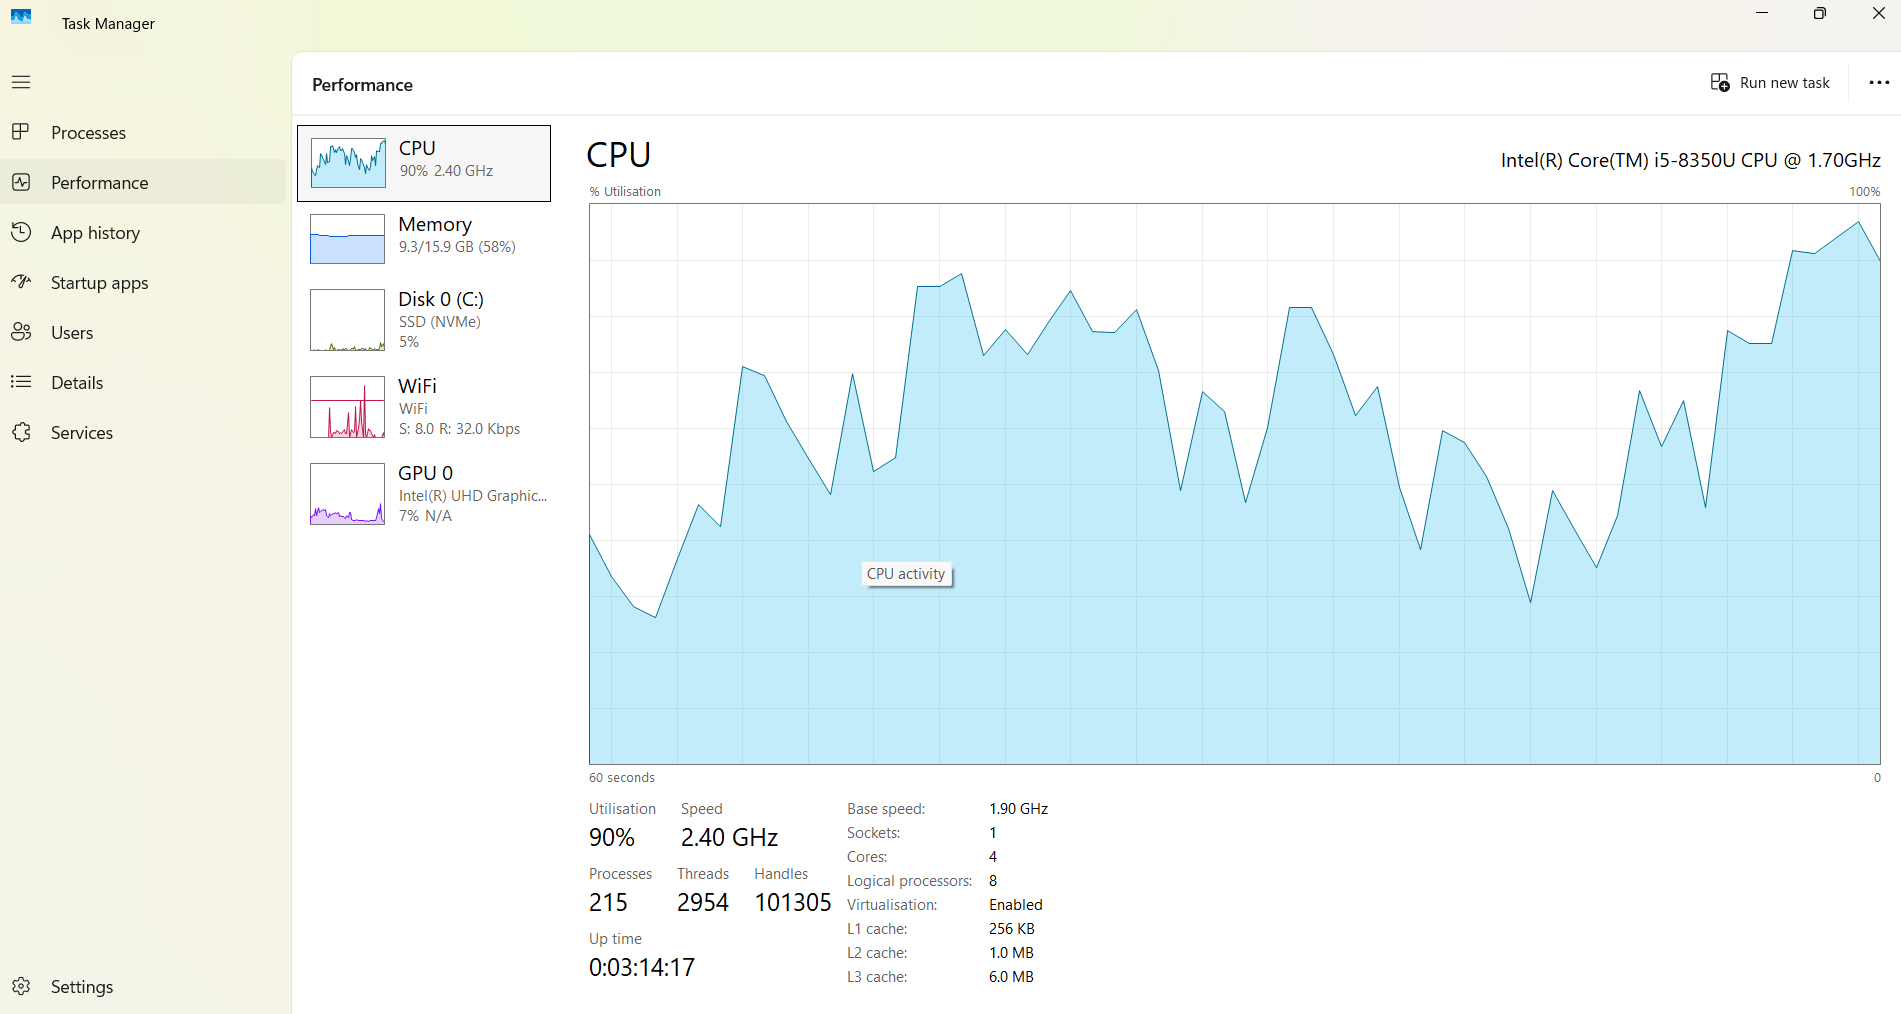 Task Manager
Performance
Run new task
Processes
Performance
App history
Startup apps
Users
Details
Services
Settings
CPU
90% 2.40 GHz
Memory
9.3/15.9 GB (58%)
Disk 0 (C:)
SSD (NVMe)
5%
WiFi
WiFi
S: 8.0 R: 32.0 Kbps
GPU 0
Intel(R) UHD Graphic...
7% N/A
CPU
Intel(R) Core(TM) i5-8350U CPU @ 1.70GHz
% Utilisation
100%
CPU activity
60 seconds
0
Utilisation
90%
Speed
2.40 GHz
Processes
215
Threads
2954
Handles
101305
Up time
0:03:14:17
Base speed: 1.90 GHz
Sockets: 1
Cores: 4
Logical processors: 8
Virtualisation: Enabled
L1 cache: 256 KB
L2 cache: 1.0 MB
L3 cache: 6.0 MB